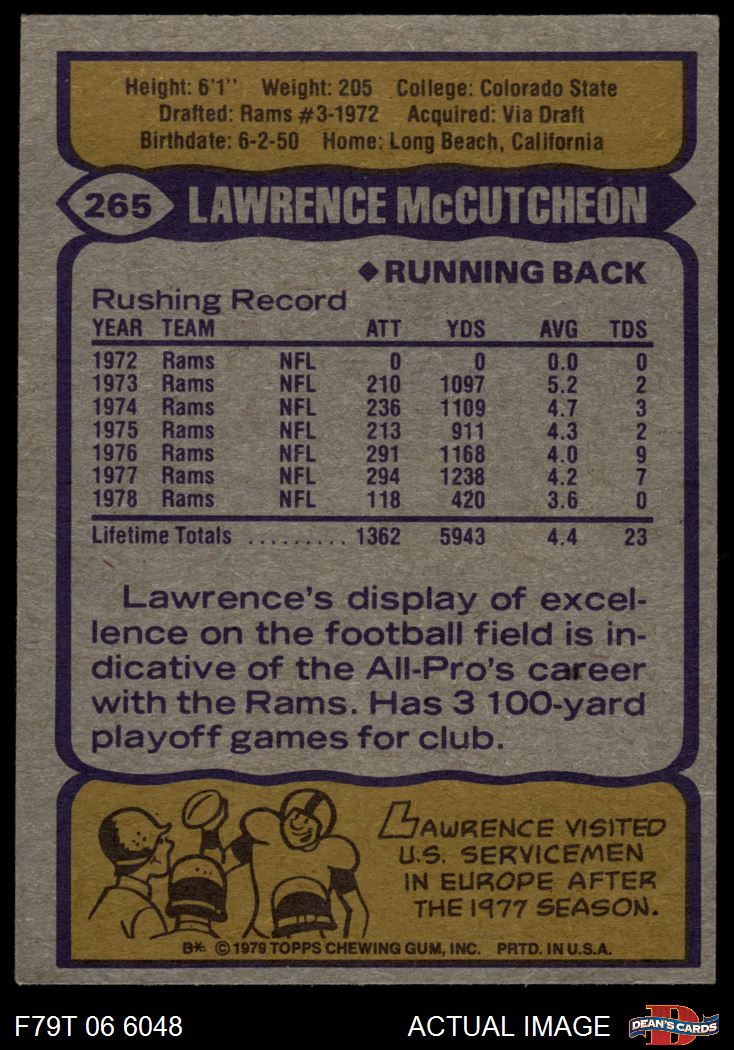 Height: 6'1" Weight: 205 College: Colorado State
Drafted: Rams #3-1972 Acquired: Via Draft
Birthdate: 6-2-50 Home: Long Beach, California
265 LAWRENCE McCUTCHEON
◆RUNNING BACK
Rushing Record
YEAR TEAM ATT YDS AVG TDS
1972 Rams NFL 0 0 0.0 0
1973 Rams NFL 210 1097 5.2 2
1974 Rams NFL 236 1109 4.7 3
1975 Rams NFL 213 911 4.3 2
1976 Rams NFL 291 1168 4.0 9
1977 Rams NFL 294 1238 4.2 7
1978 Rams NFL 118 420 3.6 0
Lifetime Totals ......... 1362 5943 4.4 23
Lawrence's display of excel-
lence on the football field is in-
dicative of the All-Pro's career
with the Rams. Has 3 100-yard
playoff games for club.
LAWRENCE VISITED
U.S. SERVICEMEN
IN EUROPE AFTER
THE 1977 SEASON.
B* © 1979 TOPPS CHEWING GUM, INC. PRTD. IN U.S.A.
F79T 06 6048 ACTUAL IMAGE D DEAN'S CARDS